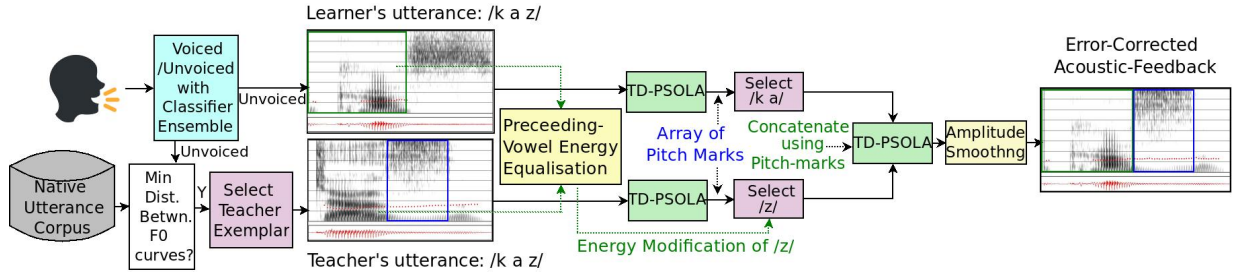 Learner's utterance: /k a z/
Voiced
/Unvoiced
with
Classifier
Ensemble
Unvoiced
Unvoiced
Native
Utterance
Corpus
Min
Dist.
Betwn.
F0
curves?
Y
Select
Teacher
Exemplar
Teacher's utterance: /k a z/
Preceeding-
Vowel Energy
Equalisation
TD-PSOLA
Select
/k a/
Array of
Pitch Marks
TD-PSOLA
Select
/z/
Energy Modification of /z/
Concatenate
using
Pitch-marks
TD-PSOLA
Amplitude
Smoothng
Error-Corrected
Acoustic-Feedback